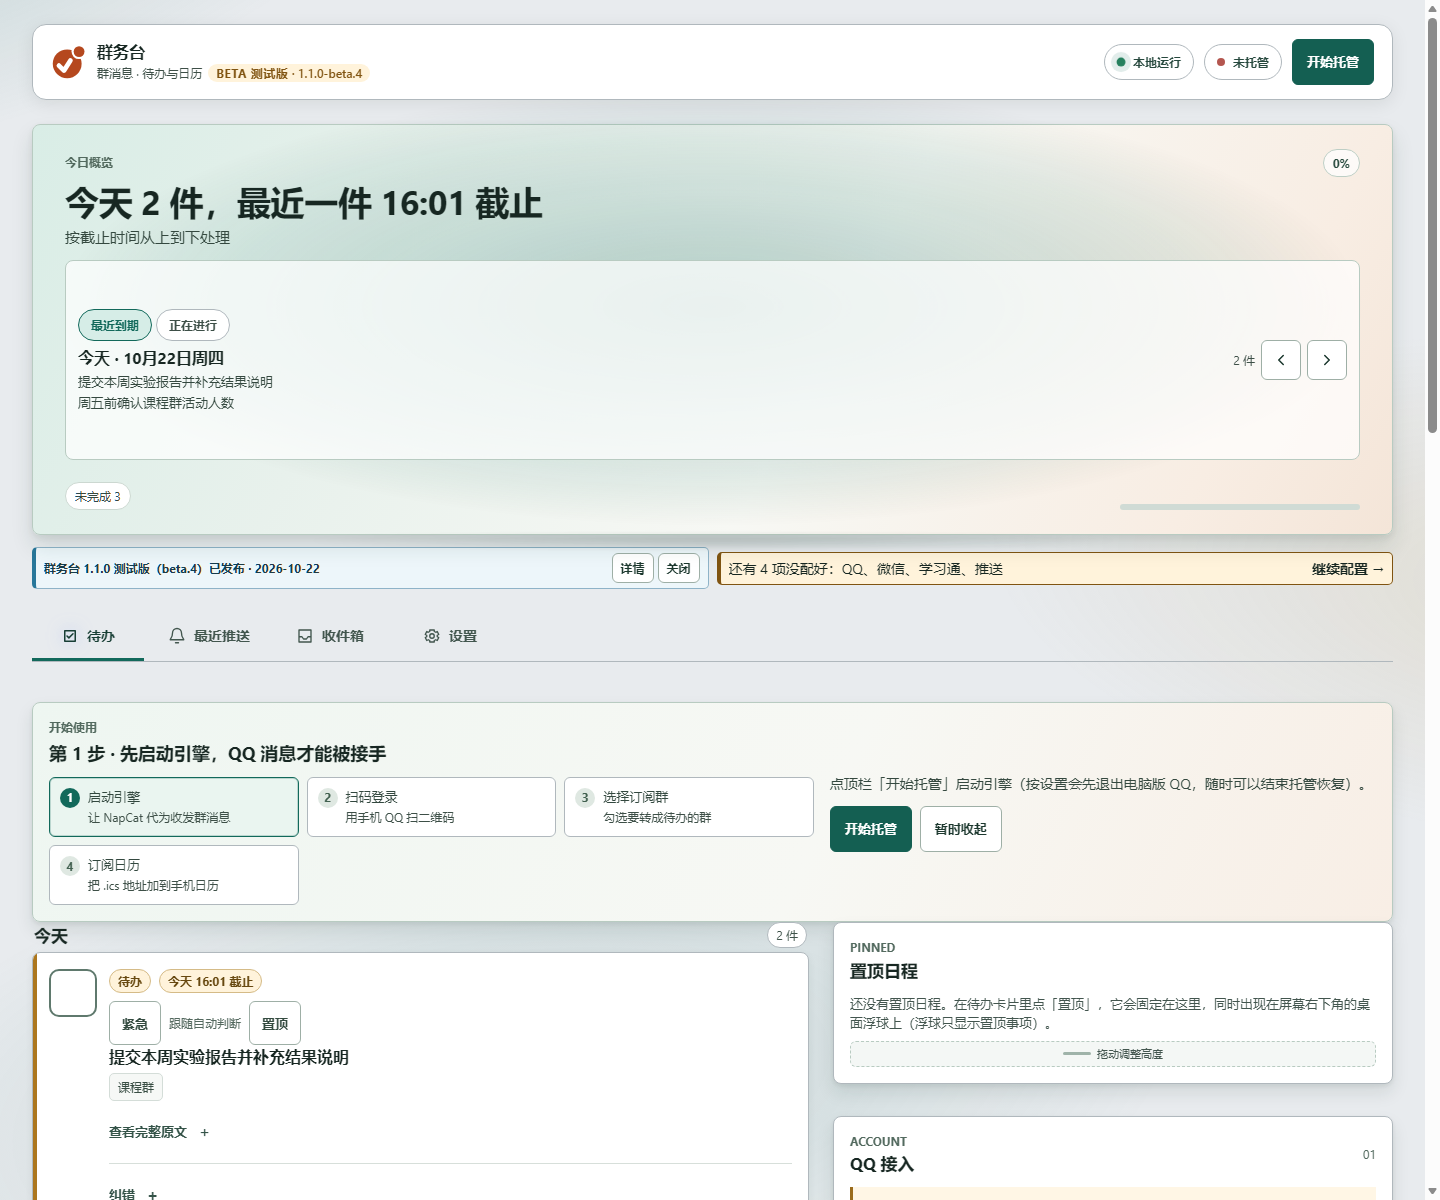 群务台
群消息 · 待办与日历 BETA 测试版 · 1.1.0-beta.4
本地运行
未托管
开始托管
今日概览
0%
今天 2 件，最近一件 16:01 截止
按截止时间从上到下处理
最近到期
正在进行
今天 · 10月22日周四
提交本周实验报告并补充结果说明
周五前确认课程群活动人数
2 件
未完成 3
群务台 1.1.0 测试版（beta.4）已发布 · 2026-10-22
详情
关闭
还有 4 项没配好：QQ、微信、学习通、推送
继续配置 →
待办
最近推送
收件箱
设置
开始使用
第 1 步 · 先启动引擎，QQ 消息才能被接手
1 启动引擎
让 NapCat 代为收发群消息
2 扫码登录
用手机 QQ 扫二维码
3 选择订阅群
勾选要转成待办的群
4 订阅日历
把 .ics 地址加到手机日历
点顶栏「开始托管」启动引擎（按设置会先退出电脑版 QQ，随时可以结束托管恢复）。
开始托管
暂时收起
今天
2 件
待办
今天 16:01 截止
紧急
跟随自动判断
置顶
提交本周实验报告并补充结果说明
课程群
查看完整原文 +
纠错 +
PINNED
置顶日程
还没有置顶日程。在待办卡片里点「置顶」，它会固定在这里，同时出现在屏幕右下角的桌
面浮球上（浮球只显示置顶事项）。
拖动调整高度
ACCOUNT
QQ 接入
01